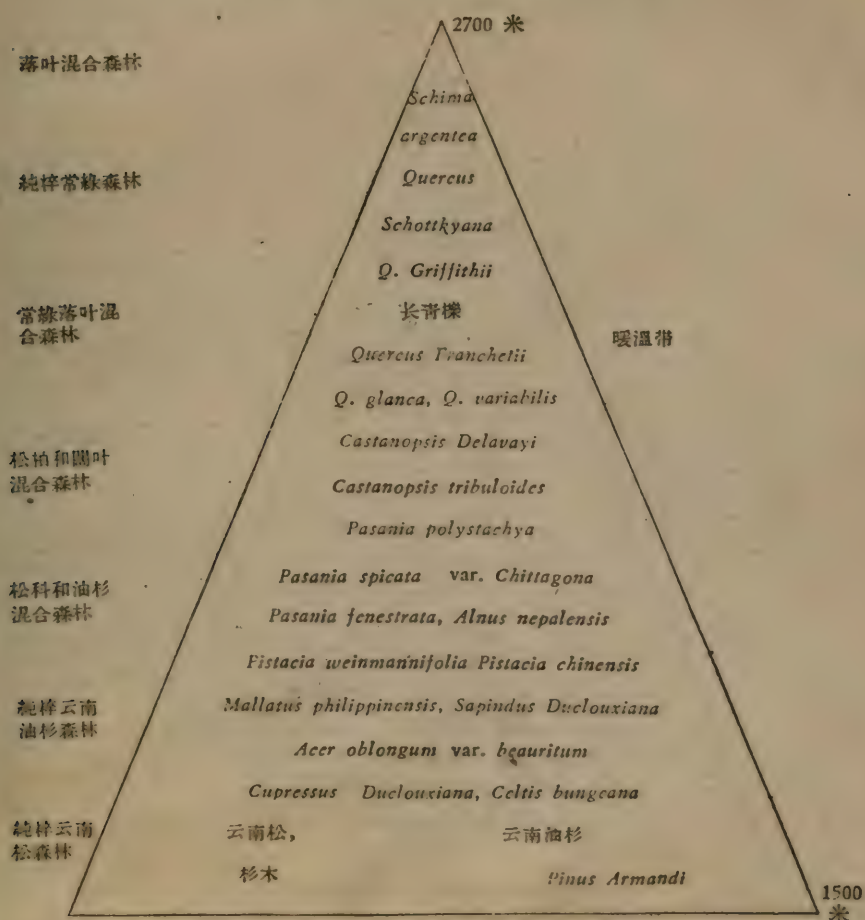 2700 米
落叶混合森林
Schima
argentea
純梓常綠森林
Quercus
Schottkyana
Q. Griffithii
常綠落叶混
合森林
长青櫟
暖溫带
Quercus Franchetii
Q. glanca, Q. variabilis
Castanopsis Delavayi
松柏和闊叶
混合森林
Castanopsis tribuloides
Pasania polystachya
松科和油杉
混合森林
Pasania spicata var. Chittagona
Pasania fenestrata, Alnus nepalensis
Pistacia weinmannifolia Pistacia chinensis
純梓云南
油杉森林
Mallatus philippinensis, Sapindus Duclouxiana
Acer oblongum var. beauritum
Cupressus Duclouxiana, Celtis bungeana
純梓云南
松森林
云南松, 云南油杉
杉木 Pinus Armandi
1500
米